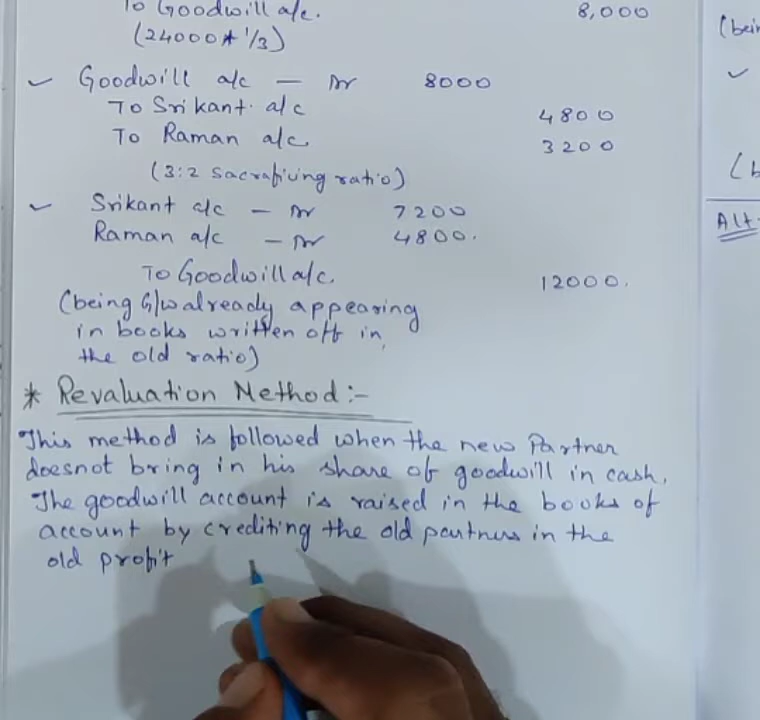 To Goodwill a/c. 8,000
(24000*1/3)
Goodwill a/c — Dr 8000
To Srikant. a/c 4800
To Raman a/c. 3200
(3:2 Sacrafiving ratio)
Srikant a/c — Dr 7200
Raman a/c — Dr 4800.
To Goodwill a/c. 12000.
(being G/w already appearing
in books written off in
the old ratio)
* Revaluation Method:-
This method is followed when the new Partner
doesnot bring in his share of goodwill in cash.
The goodwill account is raised in the books of
account by crediting the old partners in the
old profit
(bein
(b
Alt-